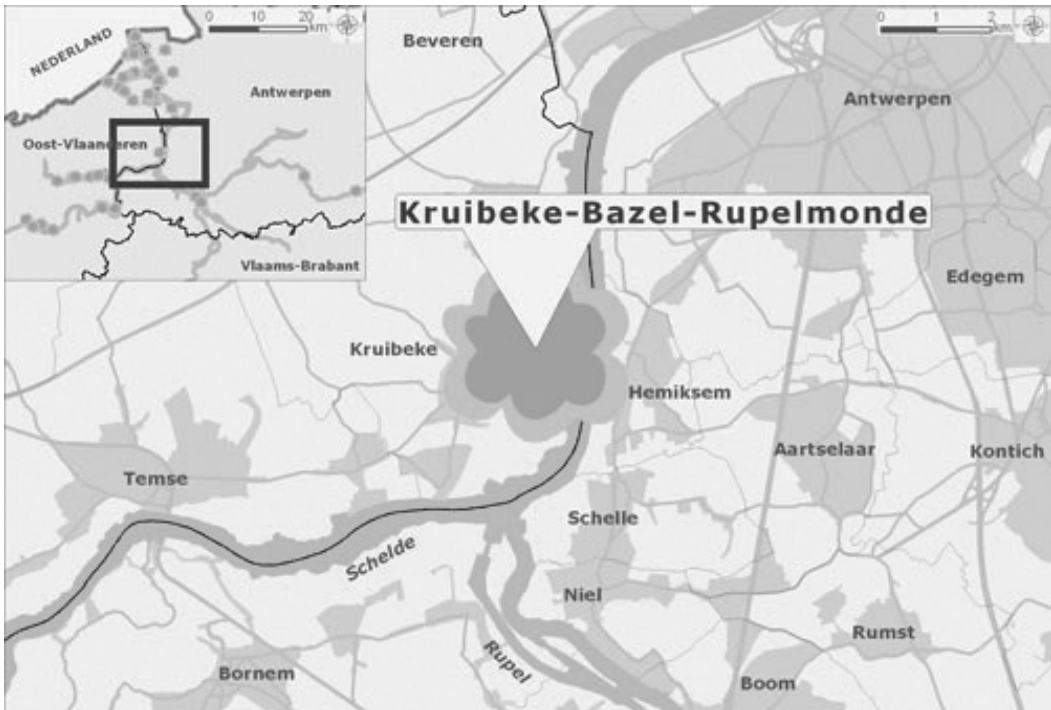 0 10 20
km
NEDERLAND
Antwerpen
Oost-Vlaanderen
Vlaams-Brabant
0 1 2
km
Beveren
Antwerpen
Kruibeke-Bazel-Rupelmonde
Edegem
Kruibeke
Hemiksem
Aartselaar
Kontich
Temse
Schelle
Schelde
Niel
Rumst
Rupel
Bornem
Boom